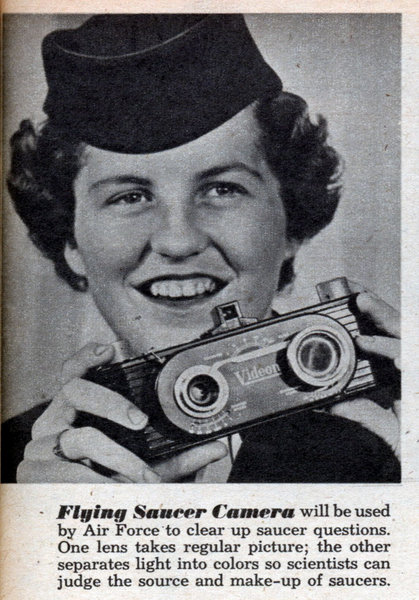 Videon
Flying Saucer Camera will be used
by Air Force to clear up saucer questions.
One lens takes regular picture; the other
separates light into colors so scientists can
judge the source and make-up of saucers.